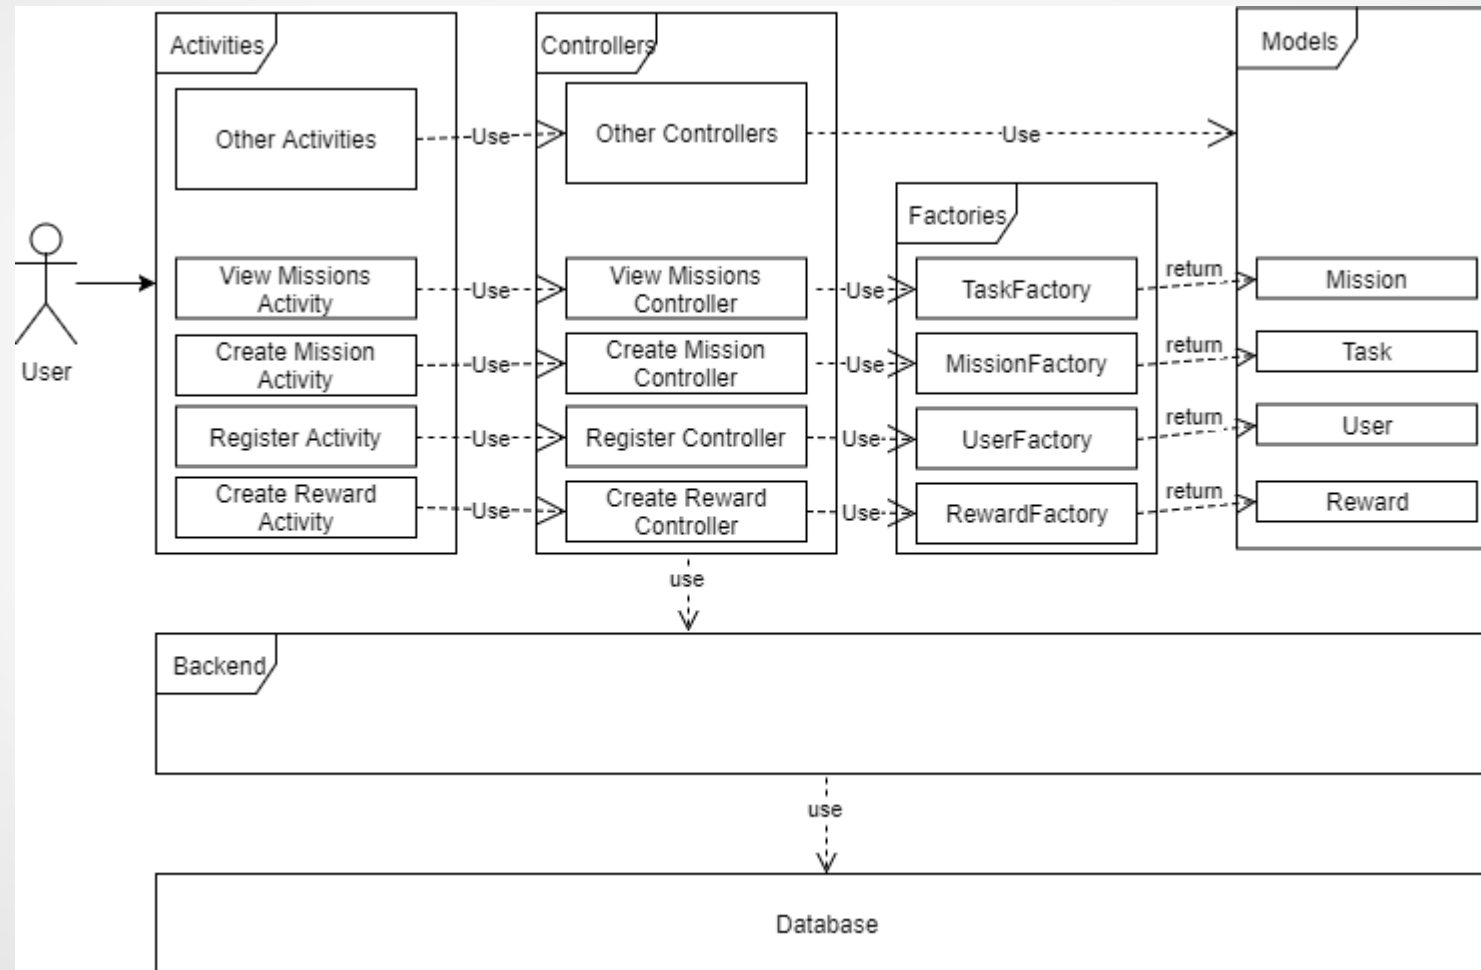 Activities
Controllers
Models
Other Activities
Use
Other Controllers
Use
Factories
View Missions
Activity
Use
View Missions
Controller
Use
TaskFactory
return
Mission
Create Mission
Activity
Use
Create Mission
Controller
Use
MissionFactory
return
Task
User
Register Activity
Use
Register Controller
Use
UserFactory
return
User
Create Reward
Activity
Use
Create Reward
Controller
Use
RewardFactory
return
Reward
use
Backend
use
Database